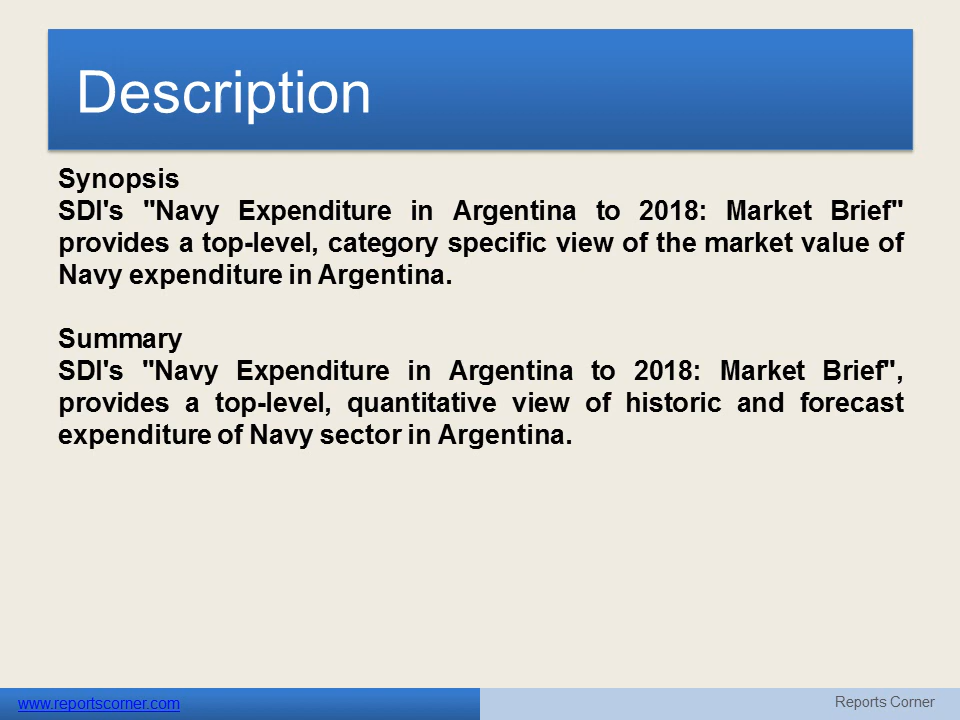 Description
Synopsis
SDI's "Navy Expenditure in Argentina to 2018: Market Brief"
provides a top-level, category specific view of the market value of
Navy expenditure in Argentina.
Summary
SDI's "Navy Expenditure in Argentina to 2018: Market Brief",
provides a top-level, quantitative view of historic and forecast
expenditure of Navy sector in Argentina.
www.reportscorner.com
Reports Corner